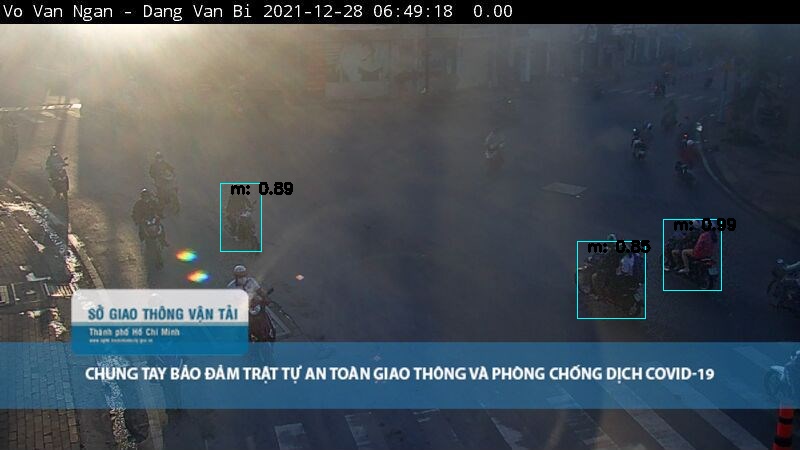 Vo Van Ngan - Dang Van Bi 2021-12-28 06:49:18 0.00
m: 0.89
m: 0.99
m: 0.85
SỞ GIAO THÔNG VẬN TẢI
Thành phố Hồ Chí Minh
CHUNG TAY BẢO ĐẢM TRẬT TỰ AN TOÀN GIAO THÔNG VÀ PHÒNG CHỐNG DỊCH COVID-19